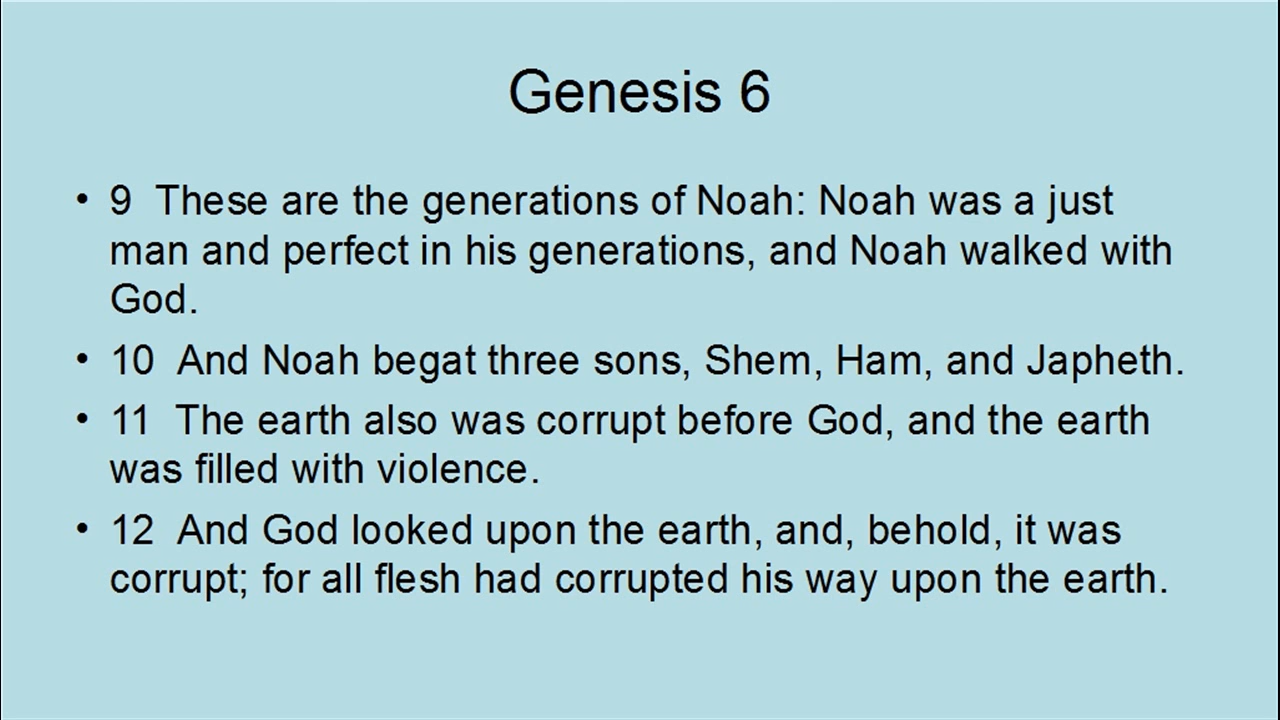 Genesis 6
• 9  These are the generations of Noah: Noah was a just
man and perfect in his generations, and Noah walked with
God.
• 10  And Noah begat three sons, Shem, Ham, and Japheth.
• 11  The earth also was corrupt before God, and the earth
was filled with violence.
• 12  And God looked upon the earth, and, behold, it was
corrupt; for all flesh had corrupted his way upon the earth.